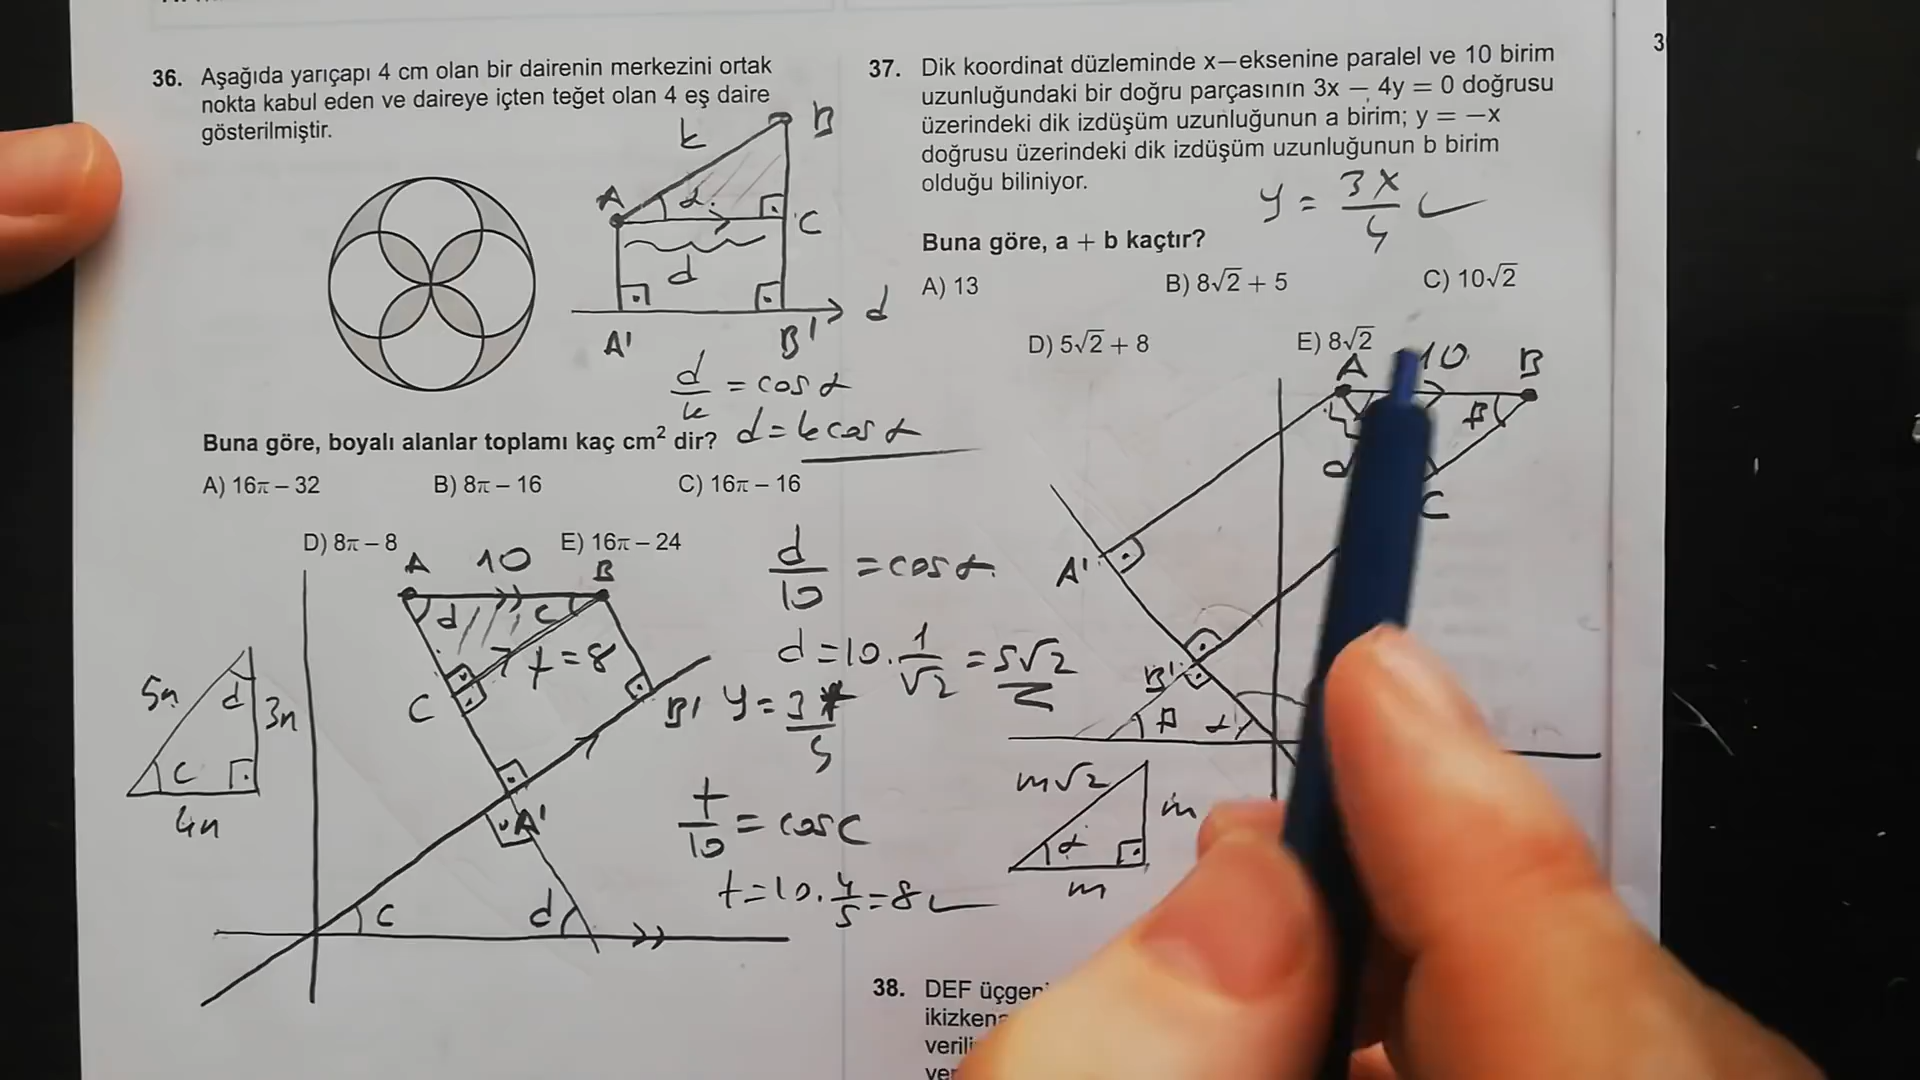 36. Aşağıda yarıçapı 4 cm olan bir dairenin merkezini ortak
nokta kabul eden ve daireye içten teğet olan 4 eş daire
gösterilmiştir.
k
B
A
α
C
d
d
A'
B'
d/k = cos α
d = k cos α
Buna göre, boyalı alanlar toplamı kaç cm² dir?
A) 16π – 32
B) 8π – 16
C) 16π – 16
D) 8π – 8
E) 16π – 24
A
10
B
d
c
t = 8
C
B'
A'
c
d
5n
d
3n
c
4n
d/10 = cos α
d = 10 . 1/√2 = 5√2
t/10 = cos c
t = 10 . 4/5 = 8
37. Dik koordinat düzleminde x–eksenine paralel ve 10 birim
uzunluğundaki bir doğru parçasının 3x – 4y = 0 doğrusu
üzerindeki dik izdüşüm uzunluğunun a birim; y = –x
doğrusu üzerindeki dik izdüşüm uzunluğunun b birim
olduğu biliniyor.
y = 3x/4
Buna göre, a + b kaçtır?
A) 13
B) 8√2 + 5
C) 10√2
D) 5√2 + 8
E) 8√2
A
10
B
β
d
C
A'
B'
β
α
m√2
m
α
m
38. DEF üçgen
3